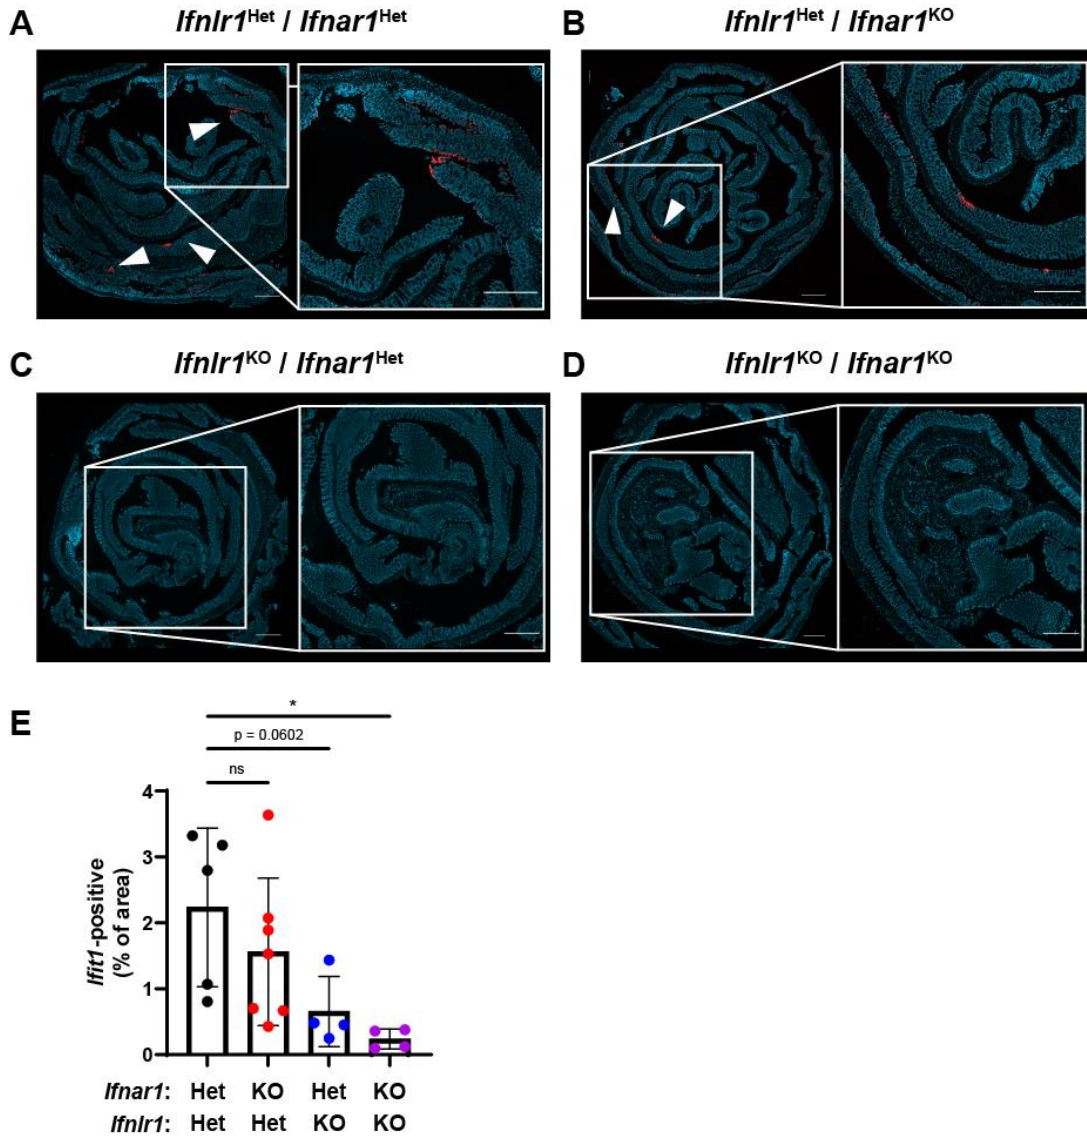 A
Ifnlr1Het / Ifnar1Het
B
Ifnlr1Het / Ifnar1KO
C
Ifnlr1KO / Ifnar1Het
D
Ifnlr1KO / Ifnar1KO
E
*
p = 0.0602
ns
4
3
2
1
0
Ifit1-positive
(% of area)
Ifnar1: Het KO Het KO
Ifnlr1: Het Het KO KO